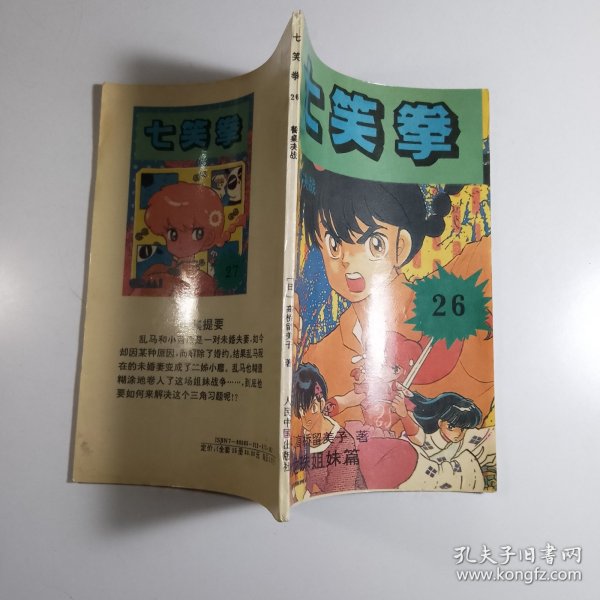 七笑拳
27
提要
乱马和小茜还是一对未婚夫妻,如今
却因某种原因,而解除了婚约,结果乱马现
在的未婚妻变成了二姊小靡。乱马也糊里
糊涂地卷入了这场姐妹战争……,到底他
要如何来解决这个三角习题呢!?
七笑拳 26 餐桌决战 [日]高桥留美子 著 人民中国出版社
七笑拳
26
高桥留美子 著
姐妹篇
孔夫子旧书网
www.kongfz.com